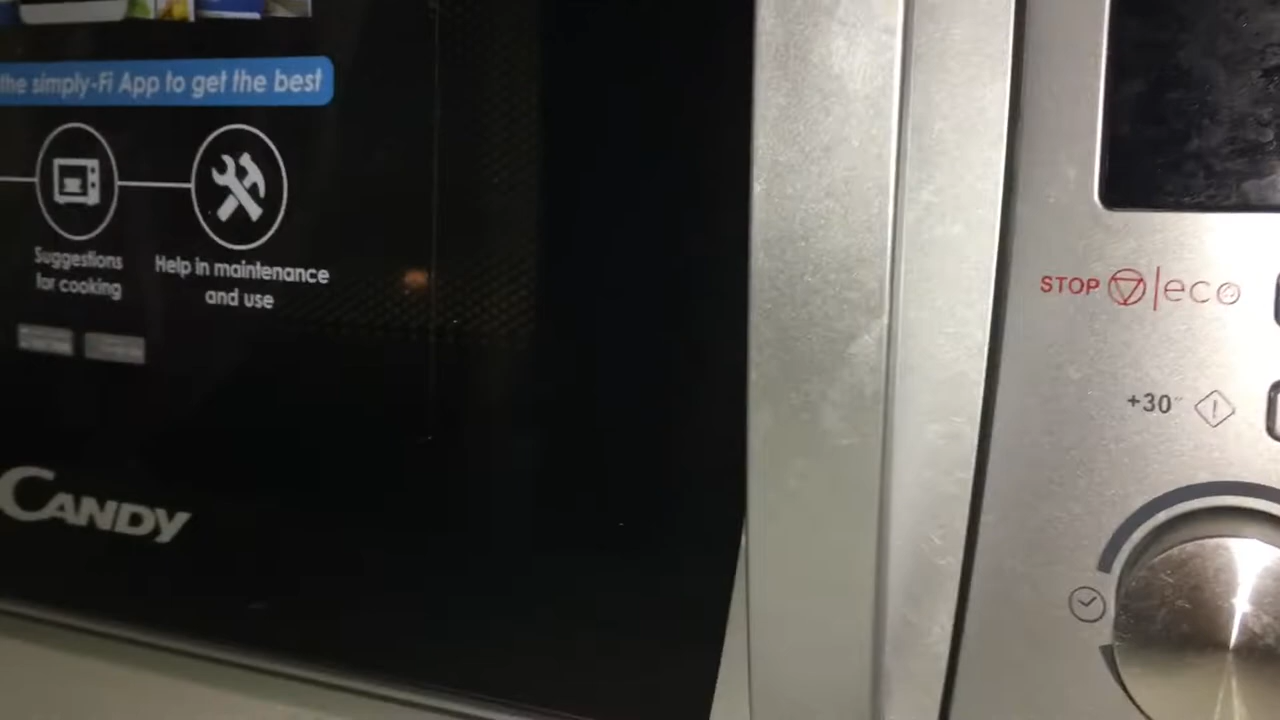 the simply-Fi App to get the best
Suggestions
for cooking
Help in maintenance
and use
CANDY
STOP
eco
+30"